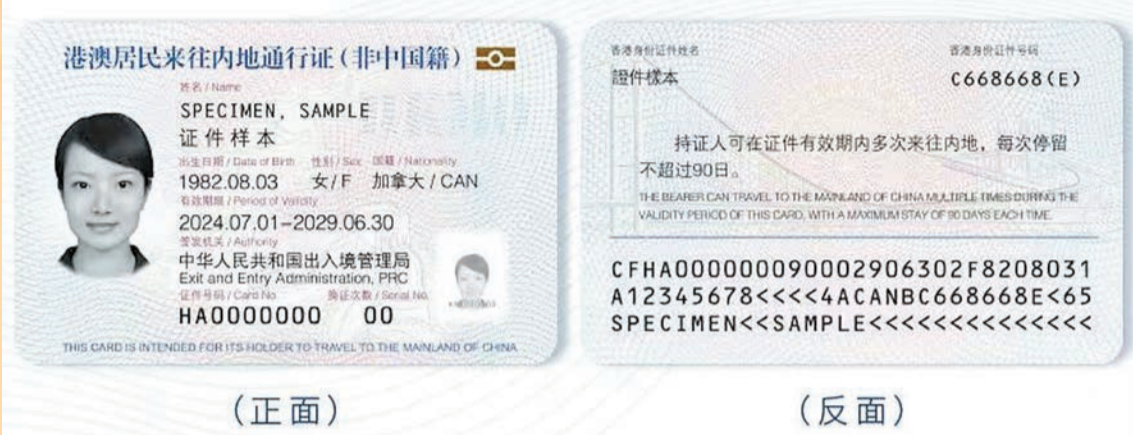 港澳居民来往内地通行证(非中国籍)
姓名 / Name
SPECIMEN, SAMPLE
证件样本
出生日期 / Date of Birth 性别 / Sex 国籍 / Nationality
1982.08.03 女/F 加拿大/CAN
有效期限 / Period of Validity
2024.07.01-2029.06.30
签发机关 / Authority
中华人民共和国出入境管理局
Exit and Entry Administration, PRC
证件号码 / Card No. 换证次数 / Serial No.
HA0000000 00
THIS CARD IS INTENDED FOR ITS HOLDER TO TRAVEL TO THE MAINLAND OF CHINA
(正面)
香港身份证件姓名 香港身份证件号码
證件樣本 C668668(E)
持证人可在证件有效期内多次来往内地,每次停留
不超过90日。
THE BEARER CAN TRAVEL TO THE MAINLAND OF CHINA MULTIPLE TIMES DURING THE
VALIDITY PERIOD OF THIS CARD, WITH A MAXIMUM STAY OF 90 DAYS EACH TIME.
CFHA0000000900002906302F8208031
A12345678<<<<4ACANBC668668E<65
SPECIMEN<<SAMPLE<<<<<<<<<<<<<<
(反面)